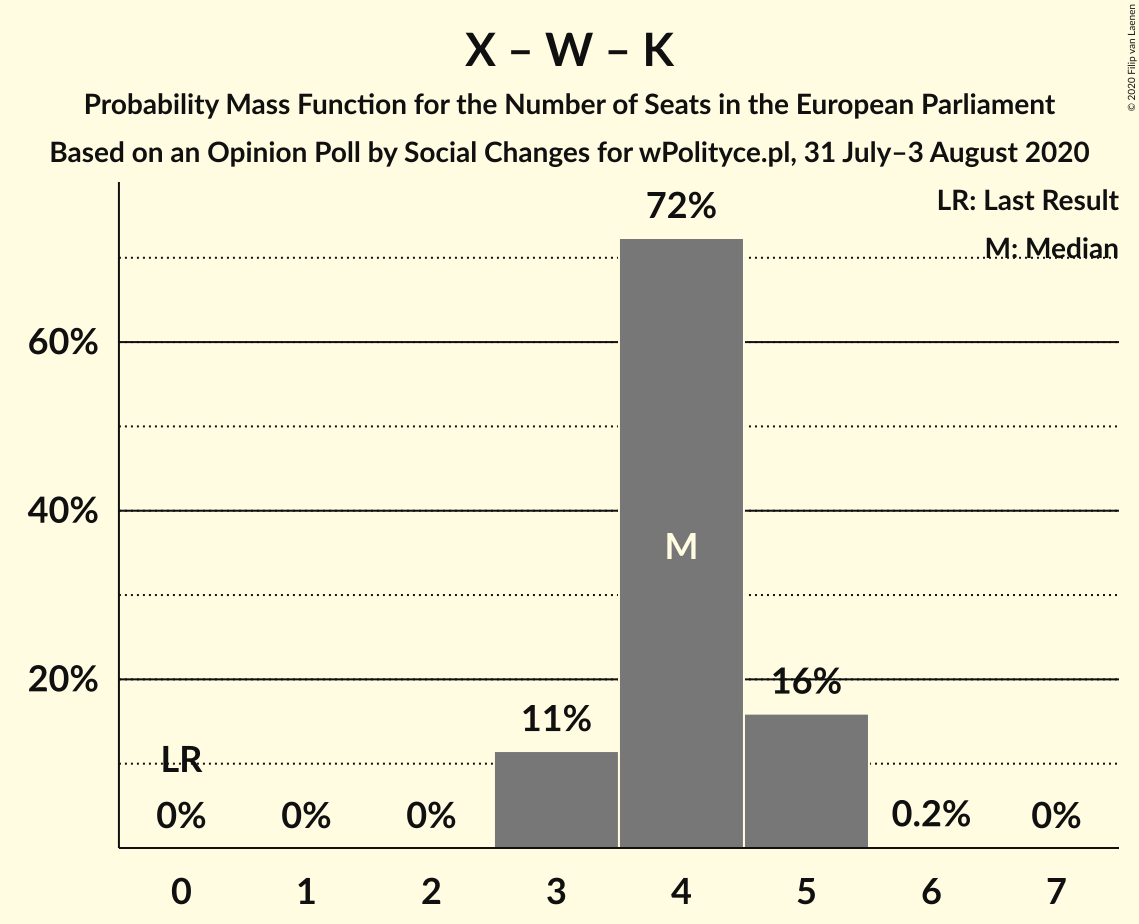 X – W – K
Probability Mass Function for the Number of Seats in the European Parliament
Based on an Opinion Poll by Social Changes for wPolityce.pl, 31 July–3 August 2020
© 2020 Filip van Laenen
LR: Last Result
M: Median
72%
60%
40%
M
20%
16%
11%
LR
0%
0%
0%
0.2%
0%
0
1
2
3
4
5
6
7